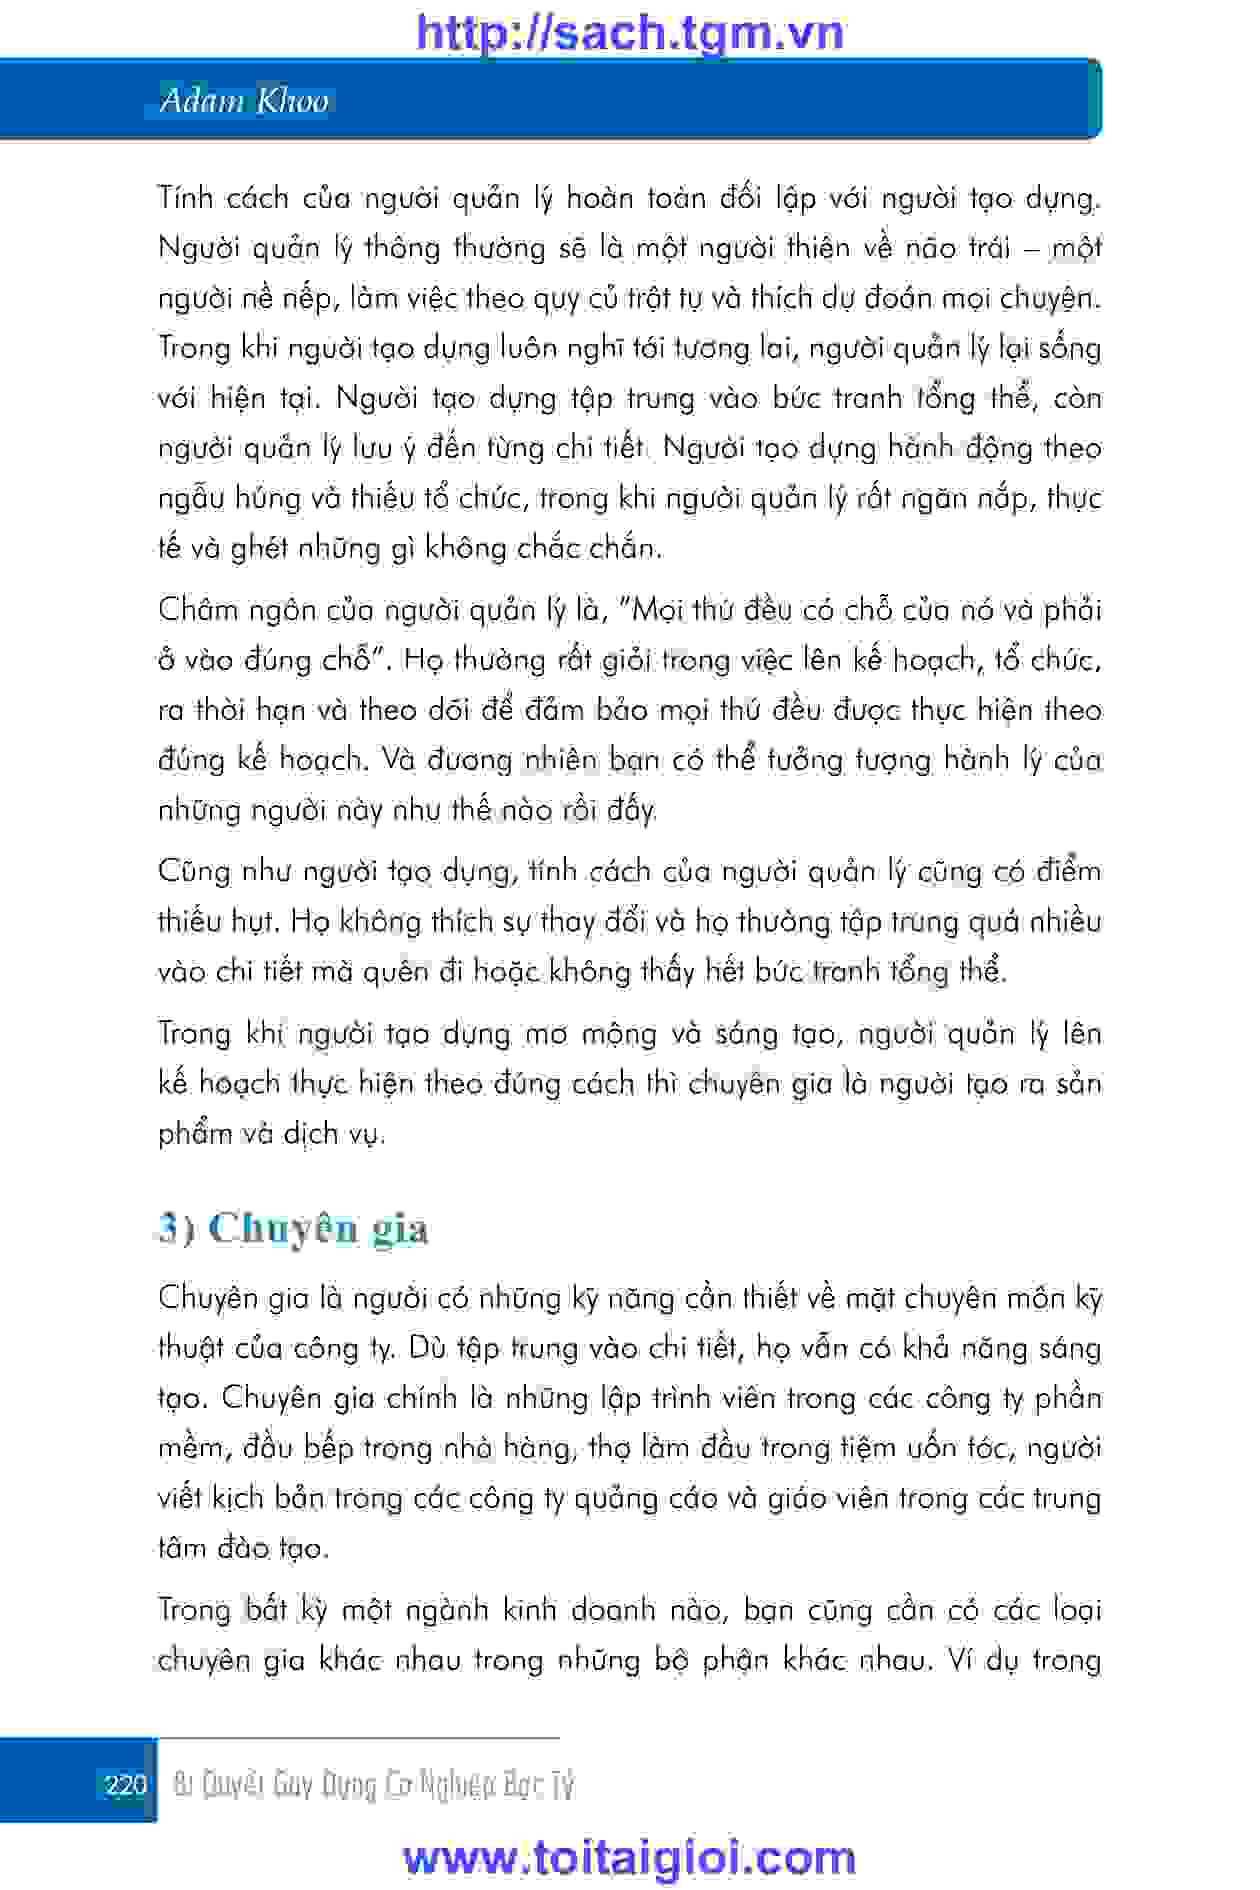 http://sach.tgm.vn
Adam Khoo
Tính cách của người quản lý hoàn toàn đối lập với người tạo dựng.
Người quản lý thông thường sẽ là một người thiên về não trái – một
người nề nếp, làm việc theo quy củ trật tự và thích dự đoán mọi chuyện.
Trong khi người tạo dựng luôn nghĩ tới tương lai, người quản lý lại sống
với hiện tại. Người tạo dựng tập trung vào bức tranh tổng thể, còn
người quản lý lưu ý đến từng chi tiết. Người tạo dựng hành động theo
ngẫu hứng và thiếu tổ chức, trong khi người quản lý rất ngăn nắp, thực
tế và ghét những gì không chắc chắn.
Châm ngôn của người quản lý là, "Mọi thứ đều có chỗ của nó và phải
ở vào đúng chỗ". Họ thường rất giỏi trong việc lên kế hoạch, tổ chức,
ra thời hạn và theo dõi để đảm bảo mọi thứ đều được thực hiện theo
đúng kế hoạch. Và đương nhiên bạn có thể tưởng tượng hành lý của
những người này như thế nào rồi đấy.
Cũng như người tạo dựng, tính cách của người quản lý cũng có điểm
thiếu hụt. Họ không thích sự thay đổi và họ thường tập trung quá nhiều
vào chi tiết mà quên đi hoặc không thấy hết bức tranh tổng thể.
Trong khi người tạo dựng mơ mộng và sáng tạo, người quản lý lên
kế hoạch thực hiện theo đúng cách thì chuyên gia là người tạo ra sản
phẩm và dịch vụ.
3) Chuyên gia
Chuyên gia là người có những kỹ năng cần thiết về mặt chuyên môn kỹ
thuật của công ty. Dù tập trung vào chi tiết, họ vẫn có khả năng sáng
tạo. Chuyên gia chính là những lập trình viên trong các công ty phần
mềm, đầu bếp trong nhà hàng, thợ làm đầu trong tiệm uốn tóc, người
viết kịch bản trong các công ty quảng cáo và giáo viên trong các trung
tâm đào tạo.
Trong bất kỳ một ngành kinh doanh nào, bạn cũng cần có các loại
chuyên gia khác nhau trong những bộ phận khác nhau. Ví dụ trong
220 Bí Quyết Gây Dựng Cơ Nghiệp Bạc Tỷ
www.toitaigioi.com